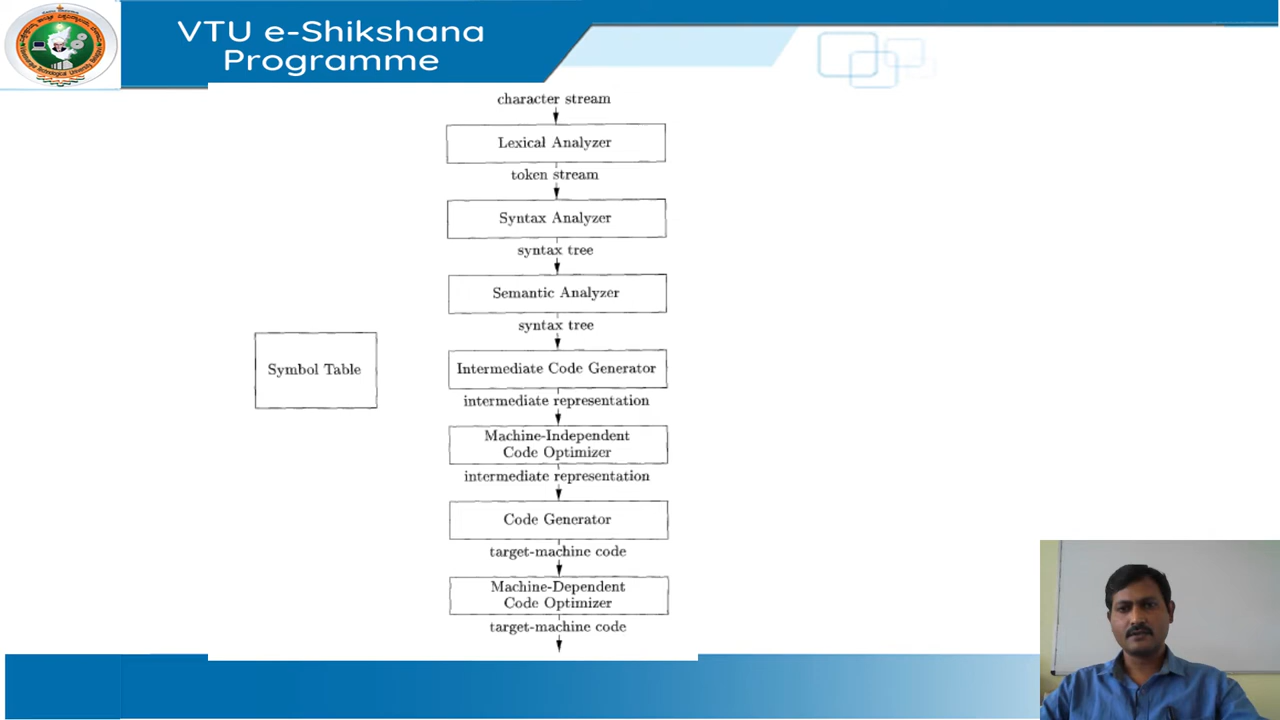 VTU e-Shikshana
Programme
character stream
Lexical Analyzer
token stream
Syntax Analyzer
syntax tree
Semantic Analyzer
syntax tree
Symbol Table
Intermediate Code Generator
intermediate representation
Machine-Independent
Code Optimizer
intermediate representation
Code Generator
target-machine code
Machine-Dependent
Code Optimizer
target-machine code